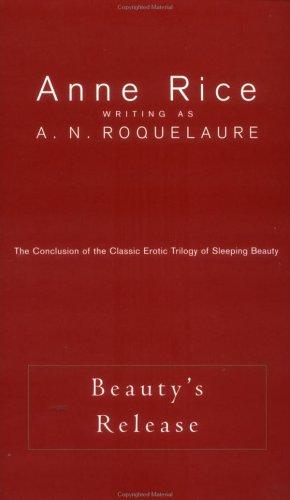 Anne Rice
WRITING AS
A. N. ROQUELAURE
The Conclusion of the Classic Erotic Trilogy of Sleeping Beauty
Beauty's
Release